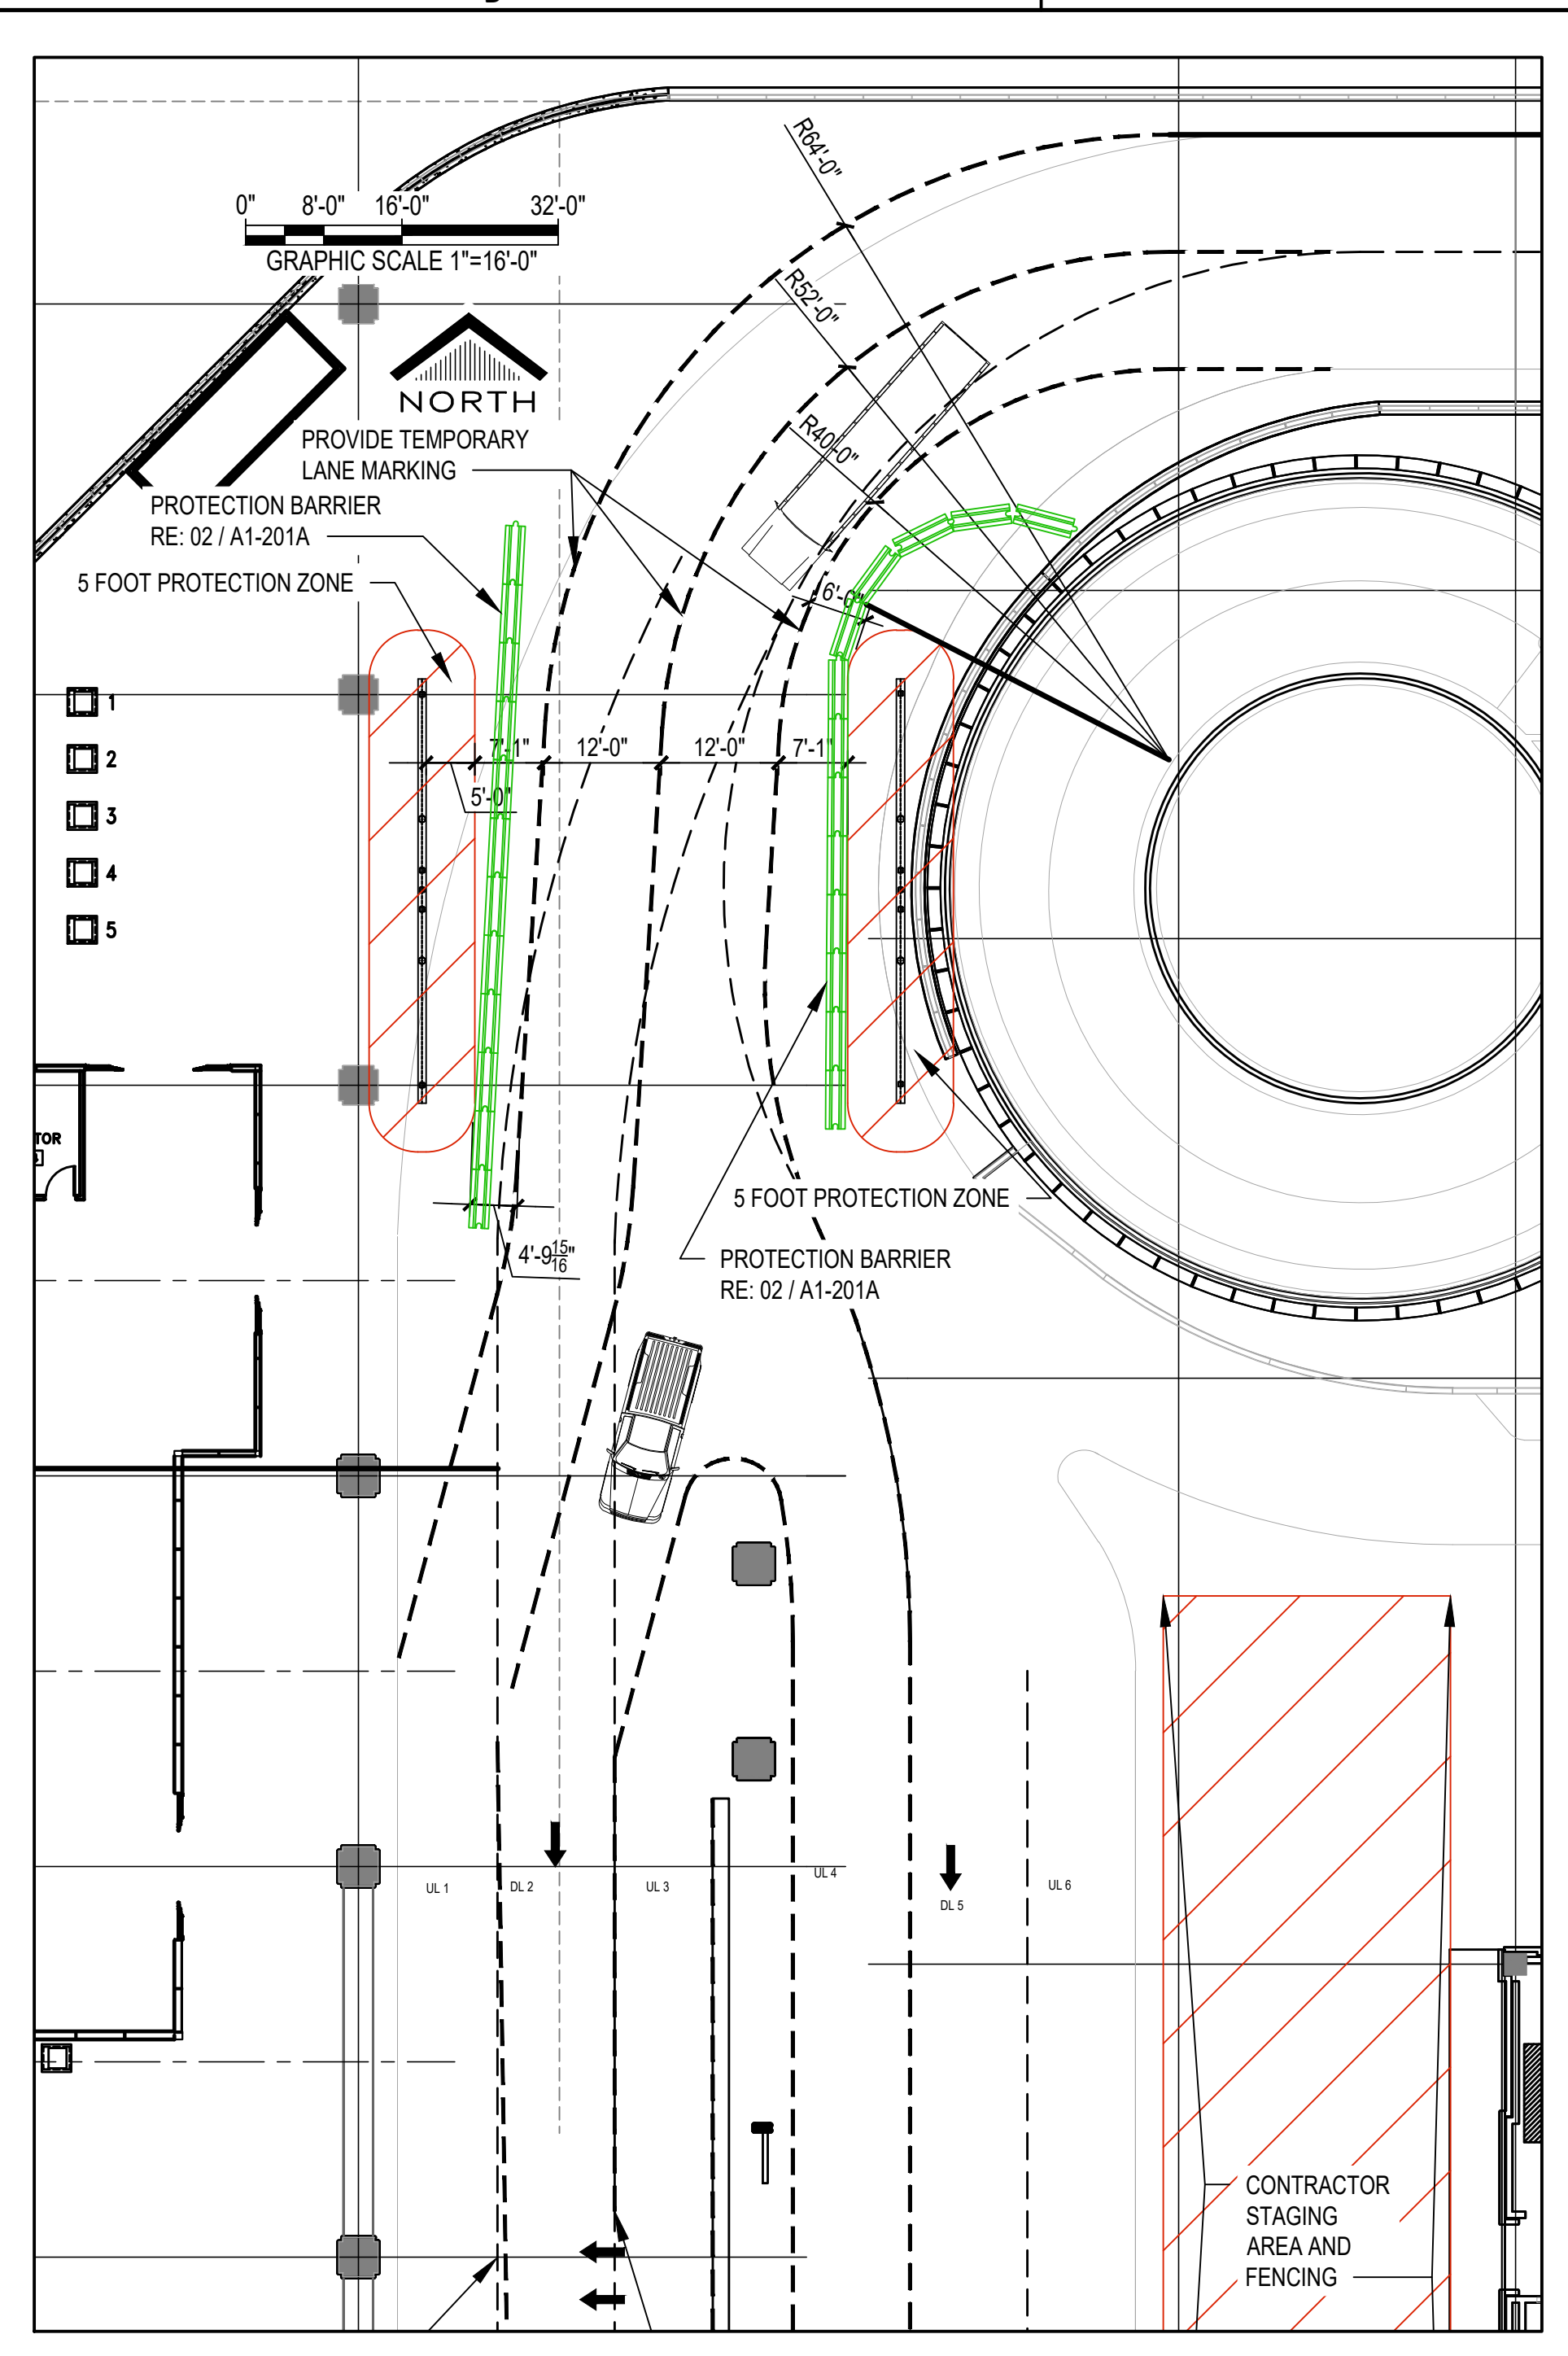 R64'-0"
0" 8'-0" 16'-0" 32'-0"
GRAPHIC SCALE 1"=16'-0"
R52'-0"
NORTH
PROVIDE TEMPORARY
LANE MARKING
R40'-0"
PROTECTION BARRIER
RE: 02 / A1-201A
5 FOOT PROTECTION ZONE
1
2
3
4
5
7'-1" 12'-0" 12'-0" 7'-1"
5'-0"
TOR
5 FOOT PROTECTION ZONE
4'-9 15/16"
PROTECTION BARRIER
RE: 02 / A1-201A
UL 1 DL 2 UL 3 UL 4 DL 5 UL 6
CONTRACTOR
STAGING
AREA AND
FENCING